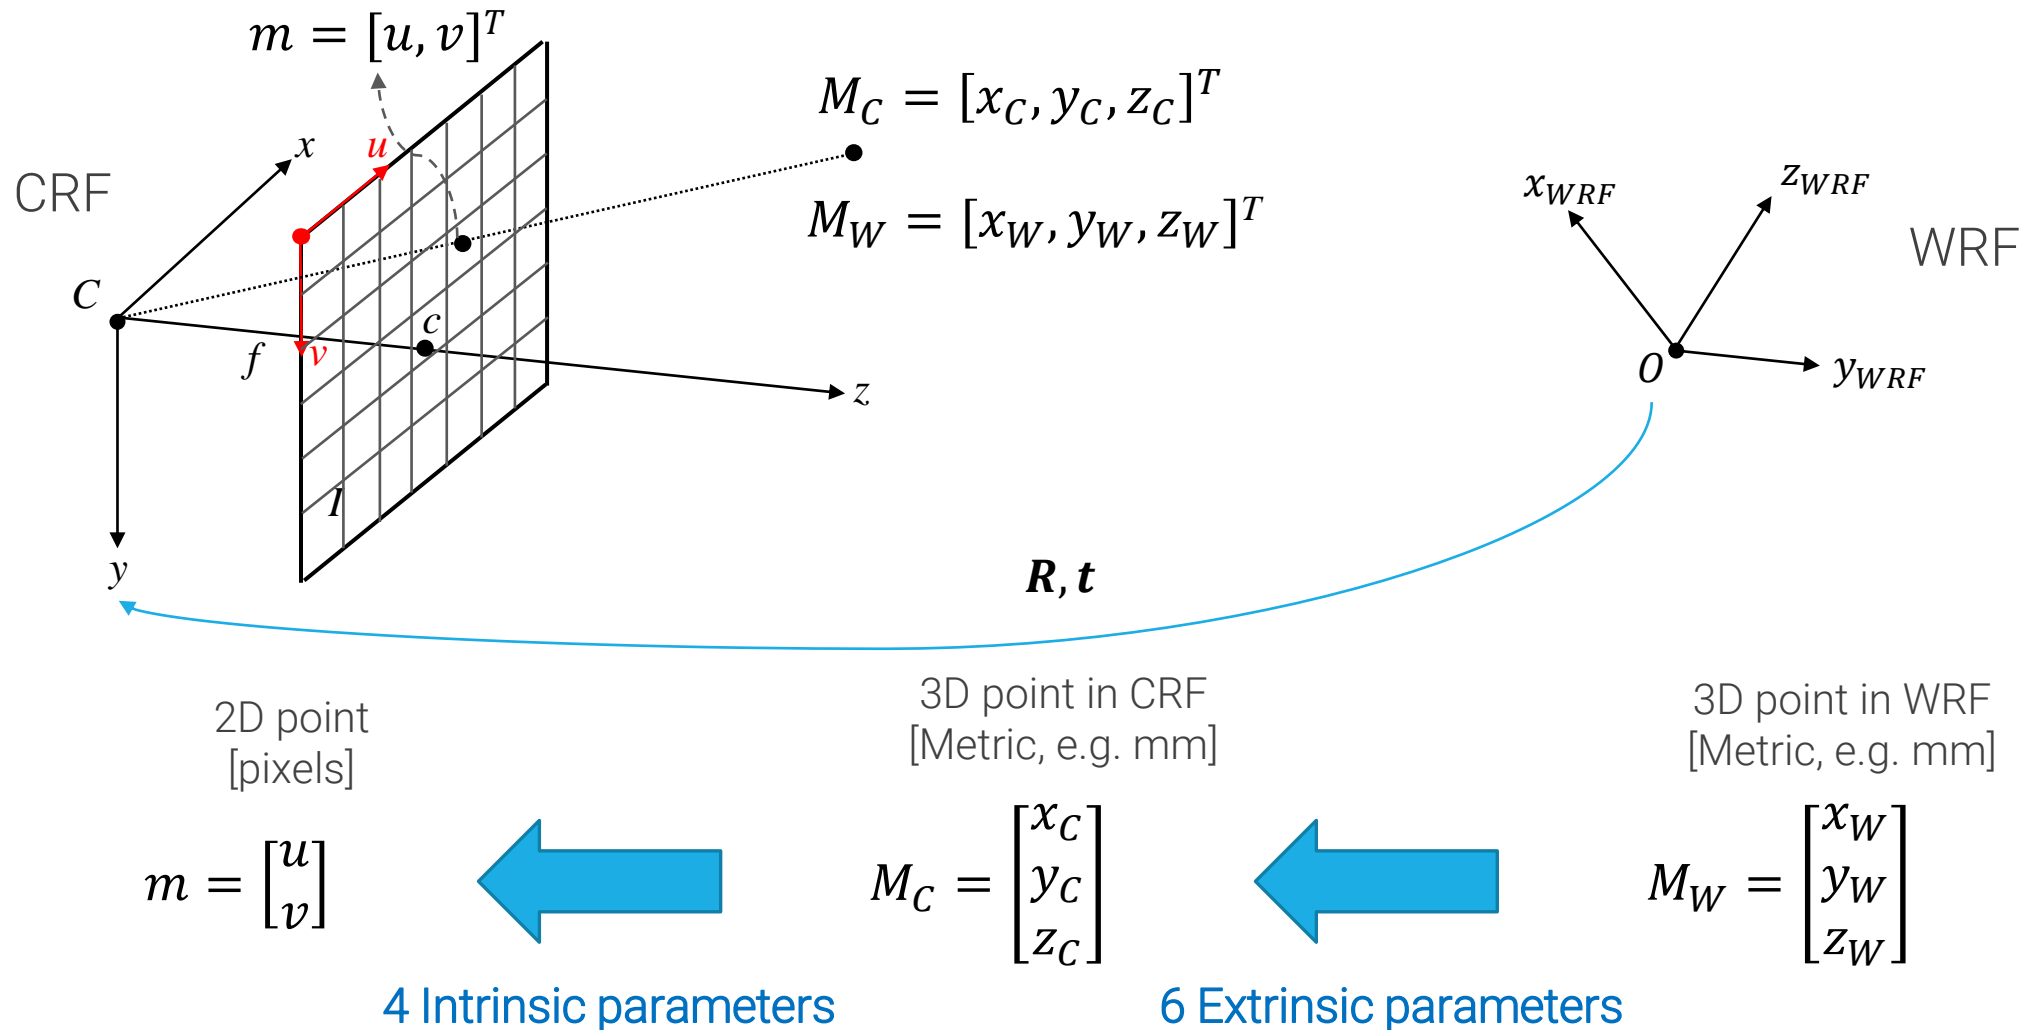 m = [u, v]^T
M_C = [x_C, y_C, z_C]^T
M_W = [x_W, y_W, z_W]^T
CRF
x
u
C
c
f
v
z
I
y
x_WRF
z_WRF
WRF
O
y_WRF
R, t
2D point
[pixels]
3D point in CRF
[Metric, e.g. mm]
3D point in WRF
[Metric, e.g. mm]
m = [u v]
M_C = [x_C y_C z_C]
M_W = [x_W y_W z_W]
4 Intrinsic parameters
6 Extrinsic parameters